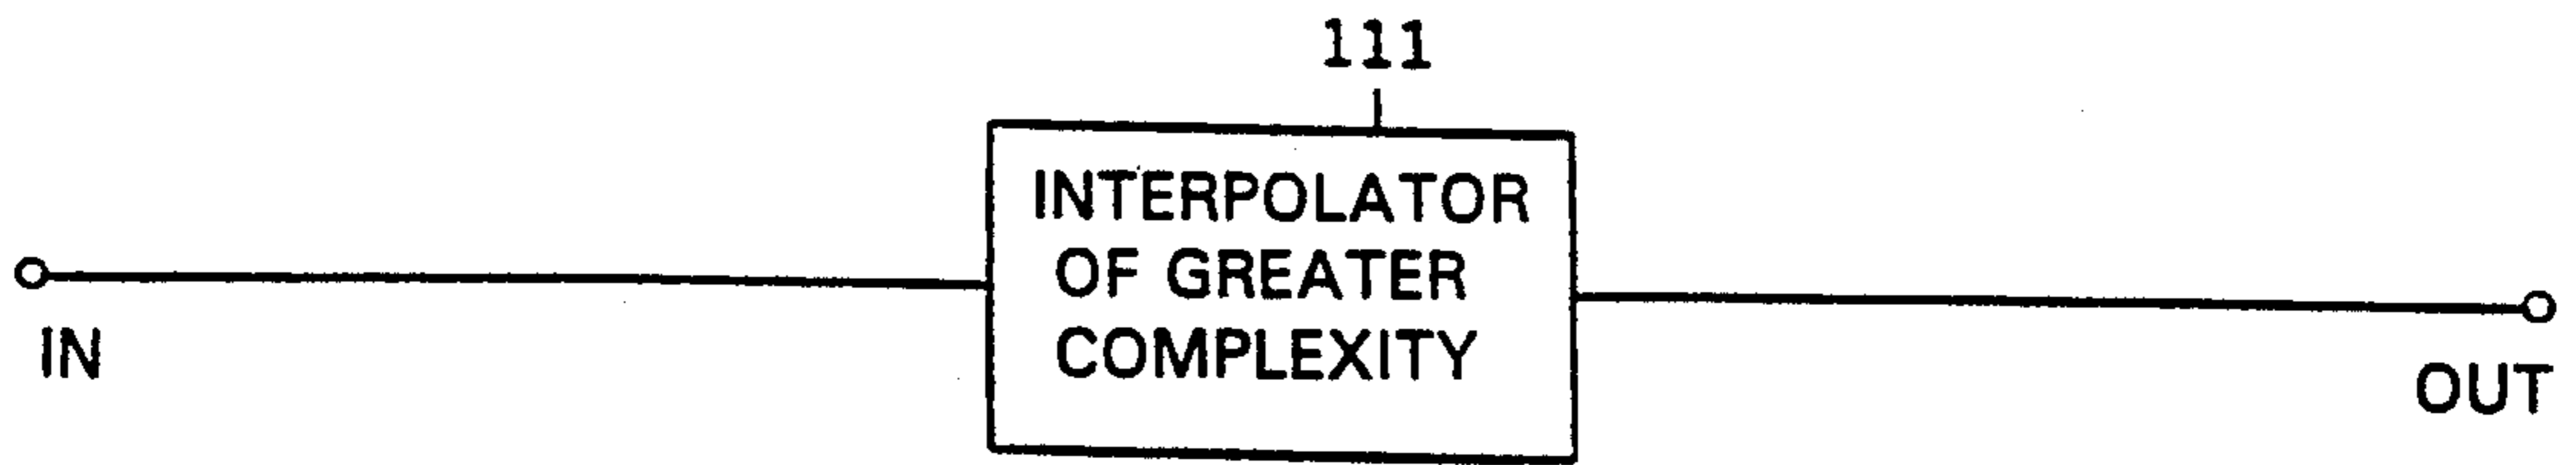 111
INTERPOLATOR
OF GREATER
COMPLEXITY
IN
OUT